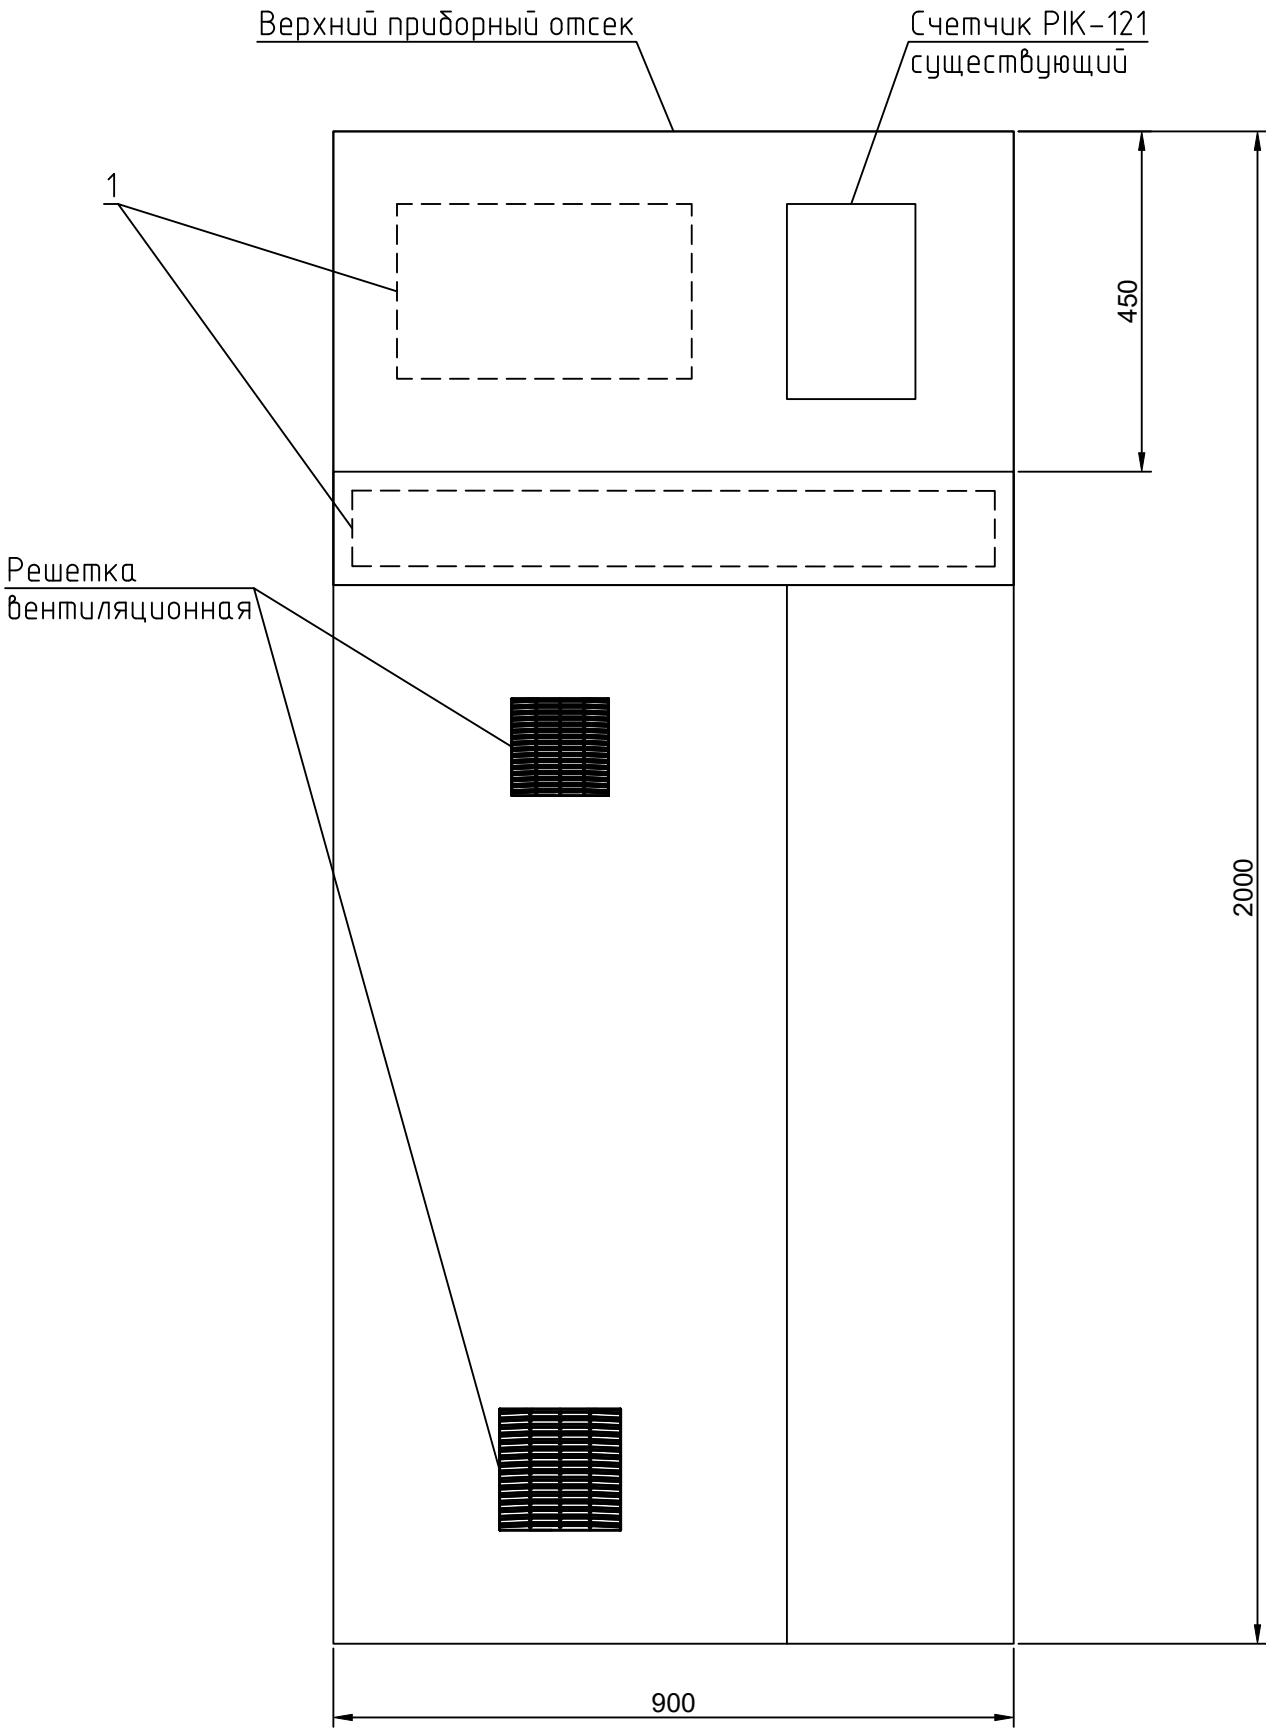 Верхний приборный отсек
Счетчик PIK-121
существующий
1
450
Решетка
вентиляционная
2000
900